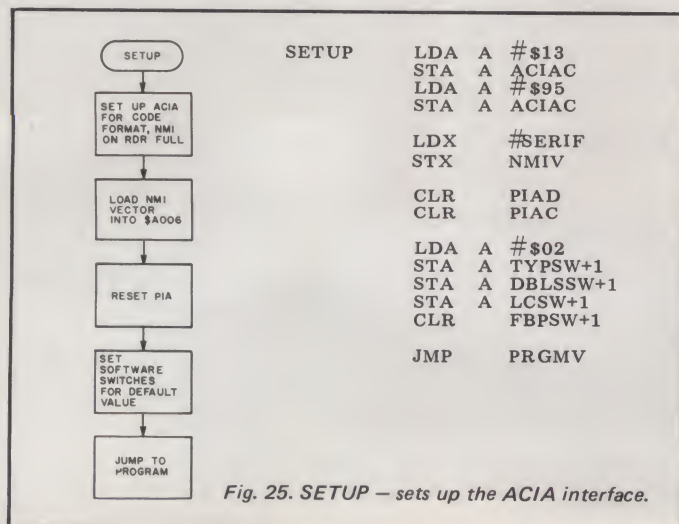 SETUP
SET UP ACIA
FOR CODE
FORMAT, NMI
ON RDR FULL
LOAD NMI
VECTOR
INTO $A006
RESET PIA
SET
SOFTWARE
SWITCHES
FOR DEFAULT
VALUE
JUMP TO
PROGRAM
SETUP LDA A #$13
STA A ACIAC
LDA A #$95
STA A ACIAC
LDX #SERIF
STX NMIV
CLR PIAD
CLR PIAC
LDA A #$02
STA A TYPSW+1
STA A DBLSSW+1
STA A LCSW+1
CLR FBPSW+1
JMP PRGMV
Fig. 25. SETUP — sets up the ACIA interface.